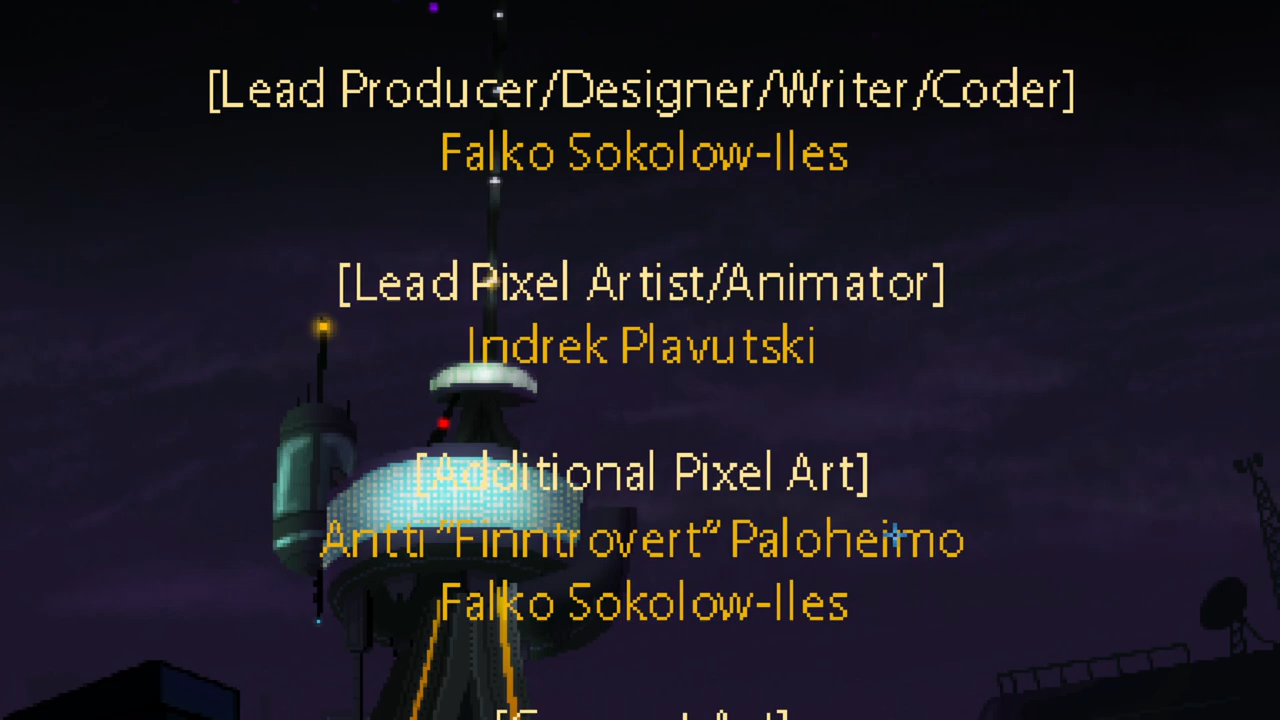 [Lead Producer/Designer/Writer/Coder]
Falko Sokolow-Iles
[Lead Pixel Artist/Animator]
Indrek Plavutski
[Additional Pixel Art]
Antti "Finntrovert" Paloheimo
Falko Sokolow-Iles